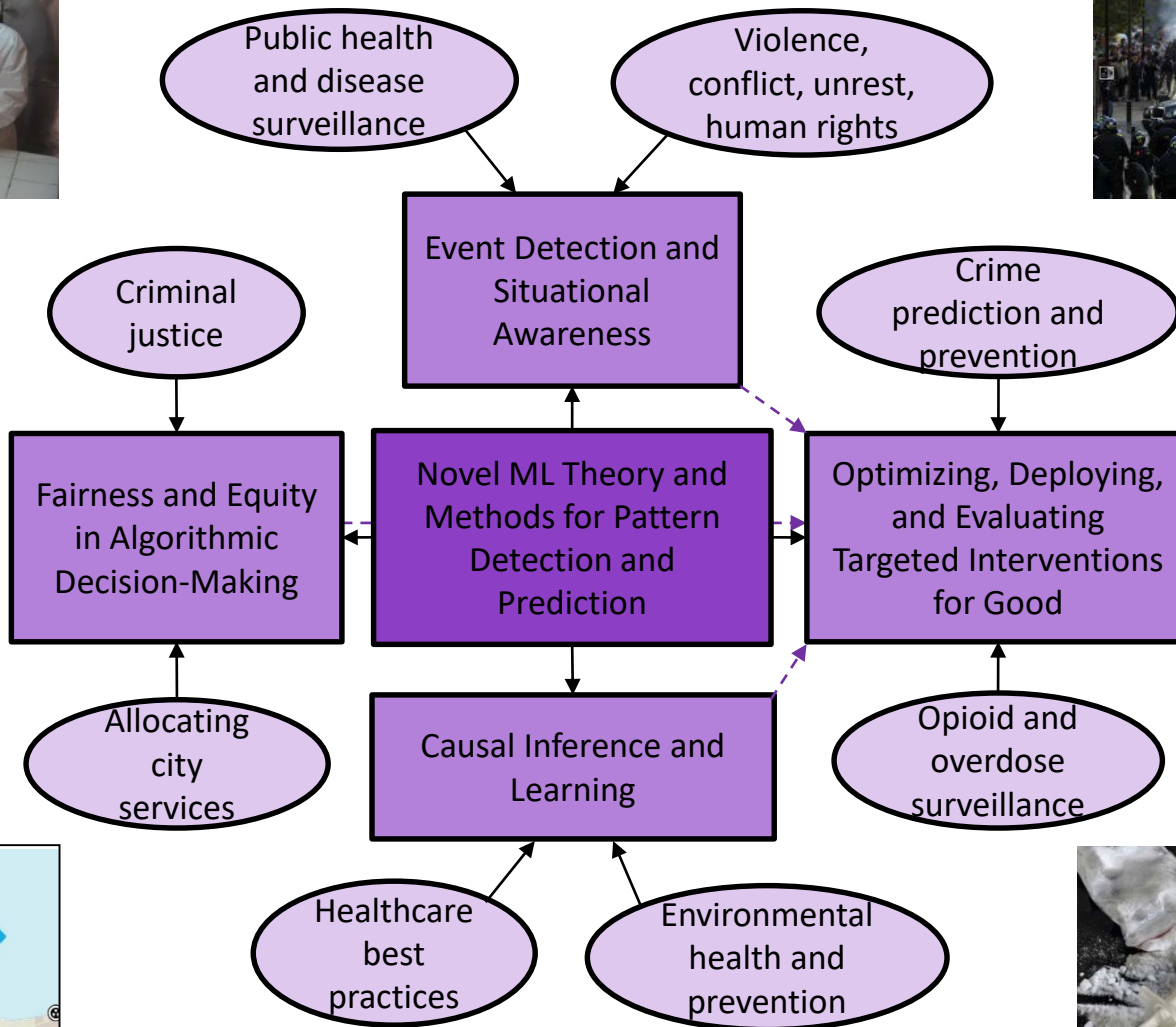 Public health
and disease
surveillance
Violence,
conflict, unrest,
human rights
Event Detection and
Situational
Awareness
Criminal
justice
Crime
prediction and
prevention
Fairness and Equity
in Algorithmic
Decision-Making
Novel ML Theory and
Methods for Pattern
Detection and
Prediction
Optimizing, Deploying,
and Evaluating
Targeted Interventions
for Good
Allocating
city
services
Causal Inference and
Learning
Opioid and
overdose
surveillance
Healthcare
best
practices
Environmental
health and
prevention